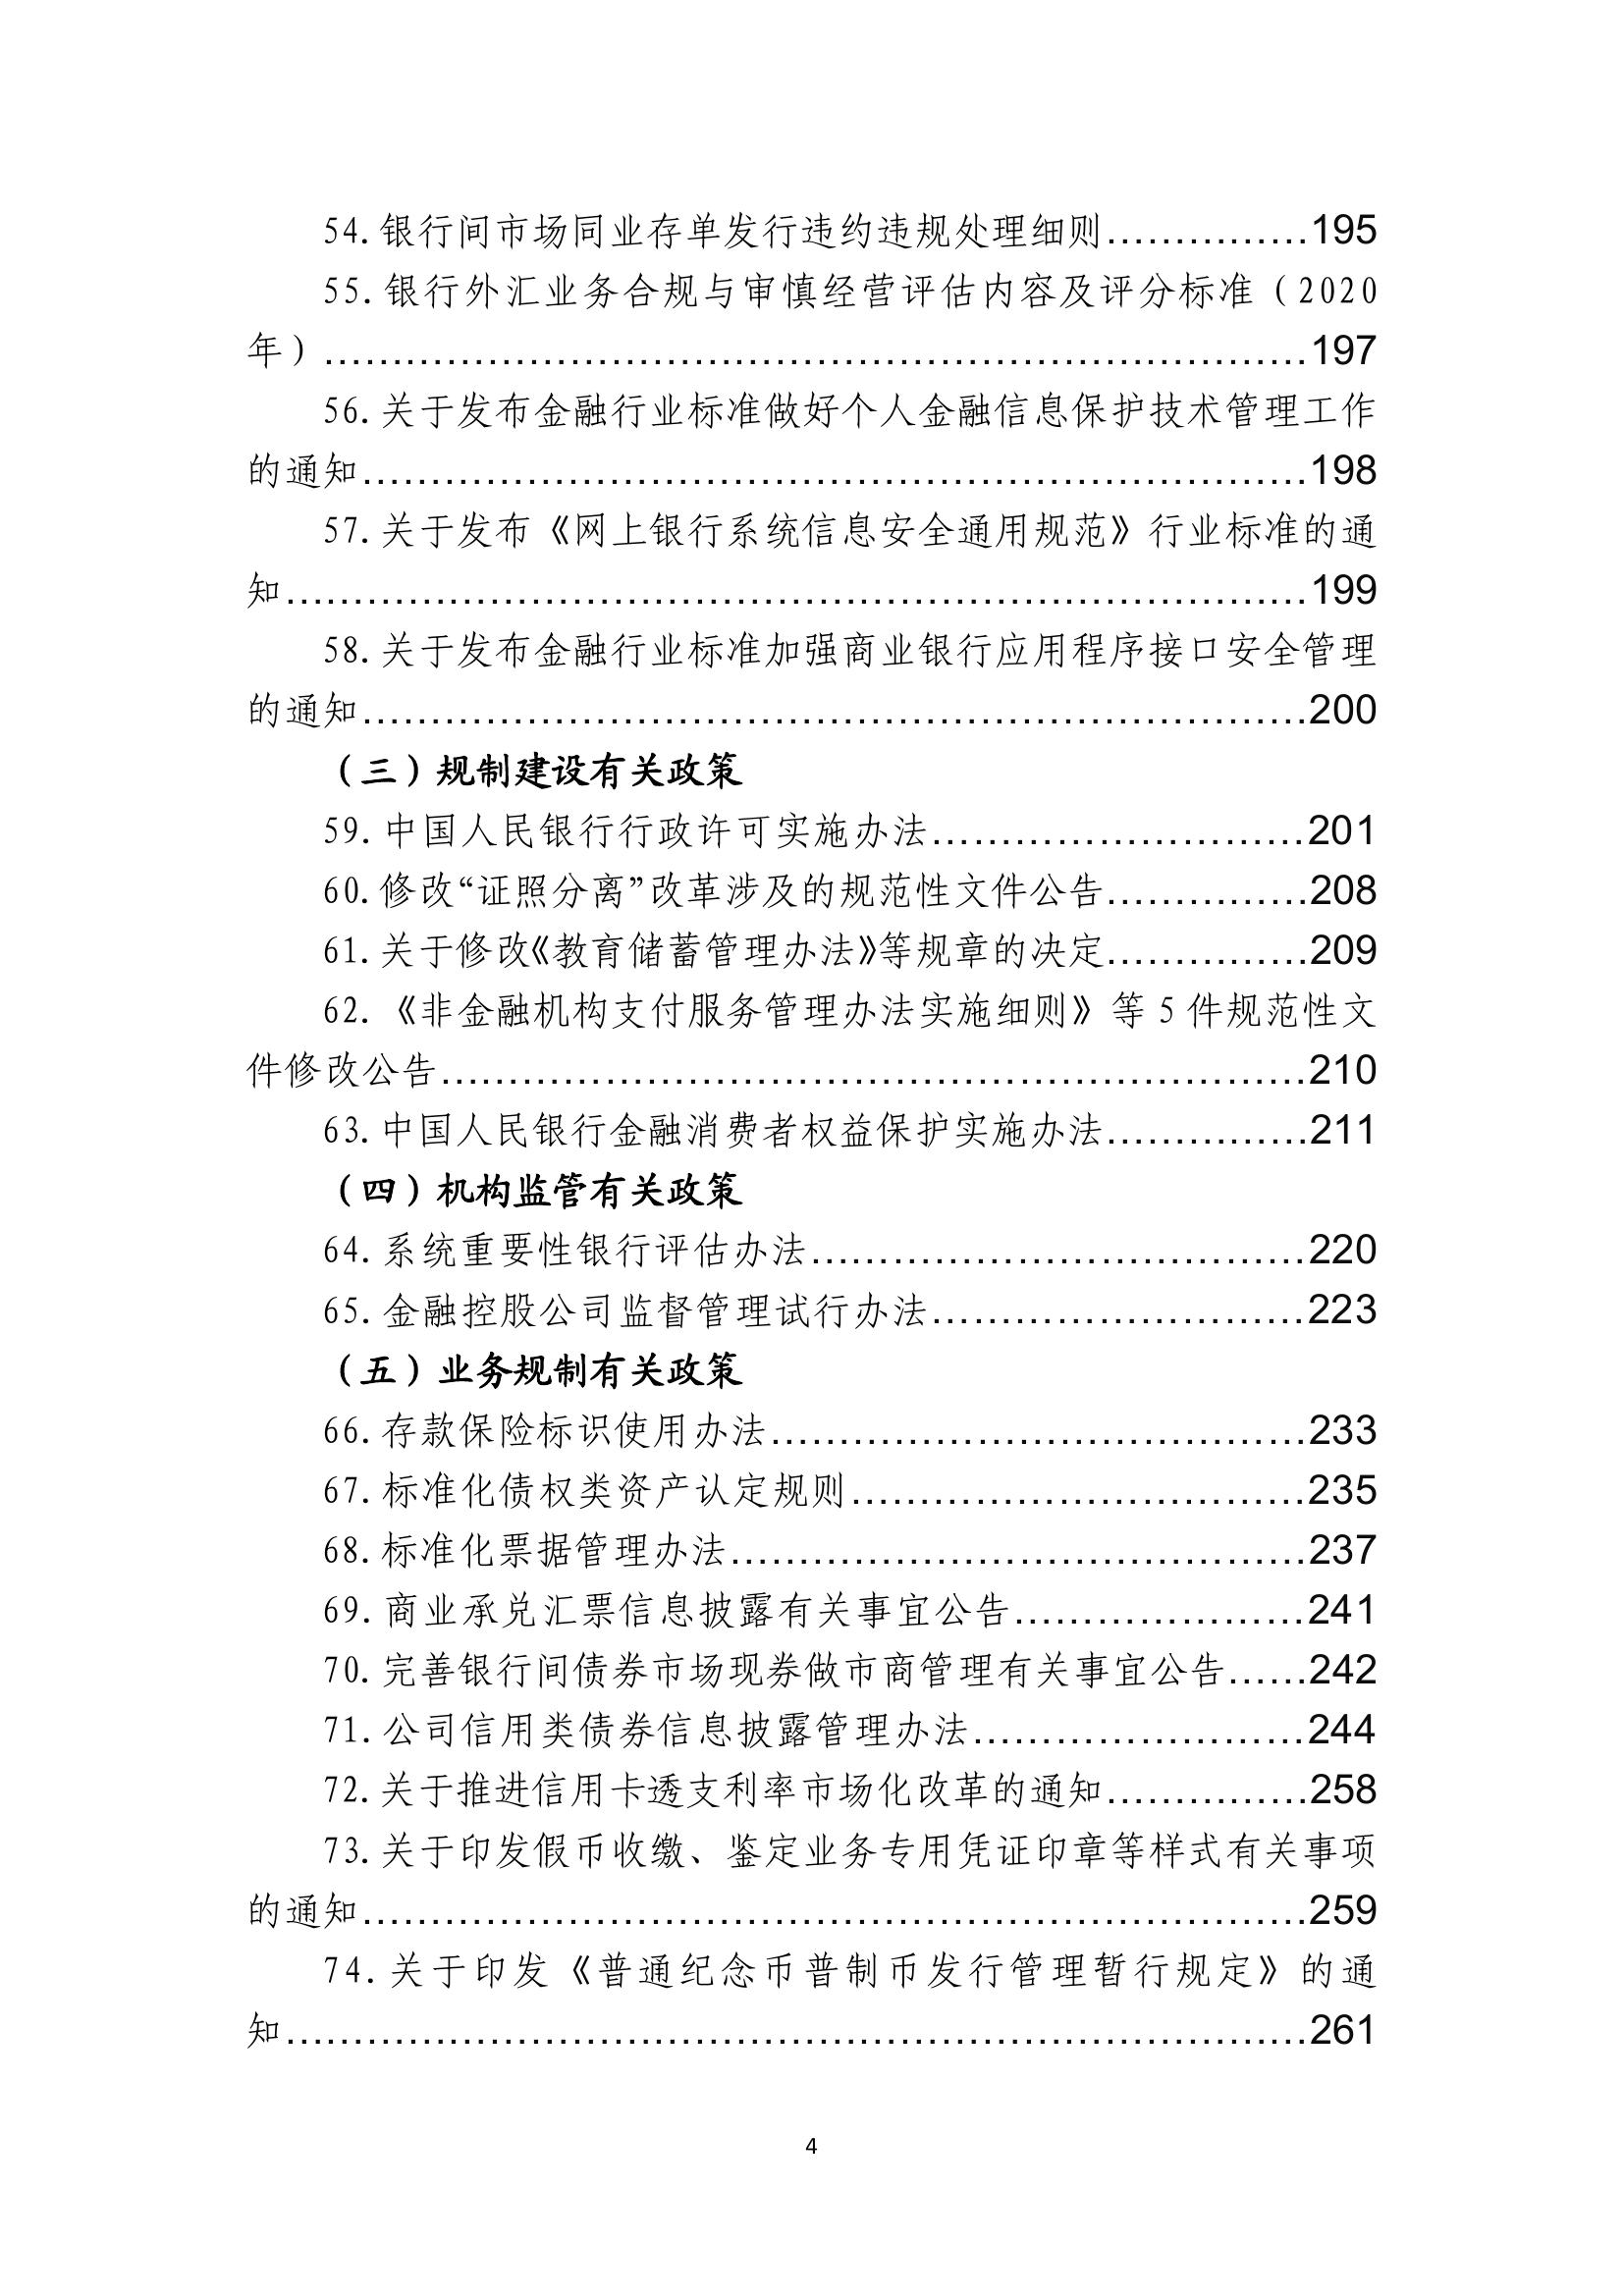 54.银行间市场同业存单发行违约违规处理细则...............195
55.银行外汇业务合规与审慎经营评估内容及评分标准（2020
年）........................................................................197
56.关于发布金融行业标准做好个人金融信息保护技术管理工作
的通知.....................................................................198
57.关于发布《网上银行系统信息安全通用规范》行业标准的通
知...........................................................................199
58.关于发布金融行业标准加强商业银行应用程序接口安全管理
的通知.....................................................................200
（三）规制建设有关政策
59.中国人民银行行政许可实施办法...........................201
60.修改“证照分离”改革涉及的规范性文件公告...............208
61.关于修改《教育储蓄管理办法》等规章的决定...............209
62.《非金融机构支付服务管理办法实施细则》等 5 件规范性文
件修改公告...............................................................210
63.中国人民银行金融消费者权益保护实施办法...............211
（四）机构监管有关政策
64.系统重要性银行评估办法....................................220
65.金融控股公司监督管理试行办法...........................223
（五）业务规制有关政策
66.存款保险标识使用办法.......................................233
67.标准化债权类资产认定规则.................................235
68.标准化票据管理办法..........................................237
69.商业承兑汇票信息披露有关事宜公告.....................241
70.完善银行间债券市场现券做市商管理有关事宜公告......242
71.公司信用类债券信息披露管理办法........................244
72.关于推进信用卡透支利率市场化改革的通知...............258
73.关于印发假币收缴、鉴定业务专用凭证印章等样式有关事项
的通知.....................................................................259
74.关于印发《普通纪念币普制币发行管理暂行规定》的通
知...........................................................................261
4